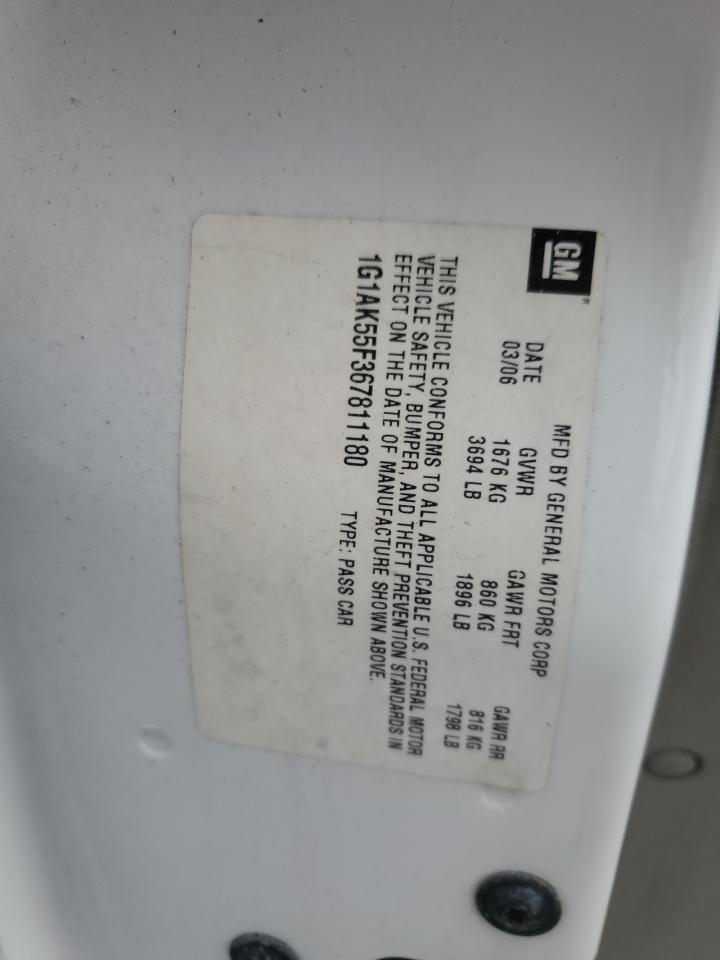 GM®
MFD BY GENERAL MOTORS CORP
DATE GVWR GAWR FRT GAWR RR
03/06 1676 KG 860 KG 816 KG
3694 LB 1896 LB 1798 LB
THIS VEHICLE CONFORMS TO ALL APPLICABLE U.S. FEDERAL MOTOR
VEHICLE SAFETY, BUMPER, AND THEFT PREVENTION STANDARDS IN
EFFECT ON THE DATE OF MANUFACTURE SHOWN ABOVE.
1G1AK55F367811180 TYPE: PASS CAR